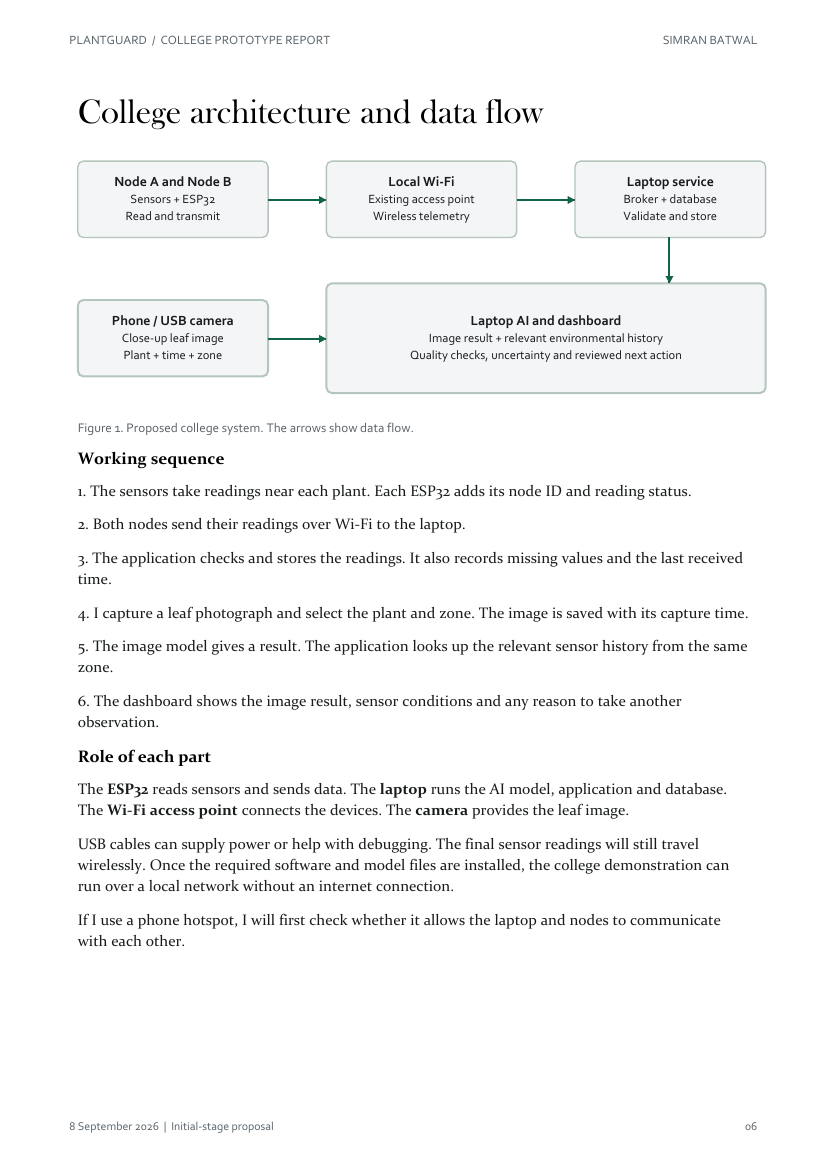 PLANTGUARD / COLLEGE PROTOTYPE REPORT
SIMRAN BATWAL
College architecture and data flow
Node A and Node B
Sensors + ESP32
Read and transmit
Local Wi-Fi
Existing access point
Wireless telemetry
Laptop service
Broker + database
Validate and store
Phone / USB camera
Close-up leaf image
Plant + time + zone
Laptop AI and dashboard
Image result + relevant environmental history
Quality checks, uncertainty and reviewed next action
Figure 1. Proposed college system. The arrows show data flow.
Working sequence
1. The sensors take readings near each plant. Each ESP32 adds its node ID and reading status.
2. Both nodes send their readings over Wi-Fi to the laptop.
3. The application checks and stores the readings. It also records missing values and the last received
time.
4. I capture a leaf photograph and select the plant and zone. The image is saved with its capture time.
5. The image model gives a result. The application looks up the relevant sensor history from the same
zone.
6. The dashboard shows the image result, sensor conditions and any reason to take another
observation.
Role of each part
The ESP32 reads sensors and sends data. The laptop runs the AI model, application and database.
The Wi-Fi access point connects the devices. The camera provides the leaf image.
USB cables can supply power or help with debugging. The final sensor readings will still travel
wirelessly. Once the required software and model files are installed, the college demonstration can
run over a local network without an internet connection.
If I use a phone hotspot, I will first check whether it allows the laptop and nodes to communicate
with each other.
8 September 2026 | Initial-stage proposal
06